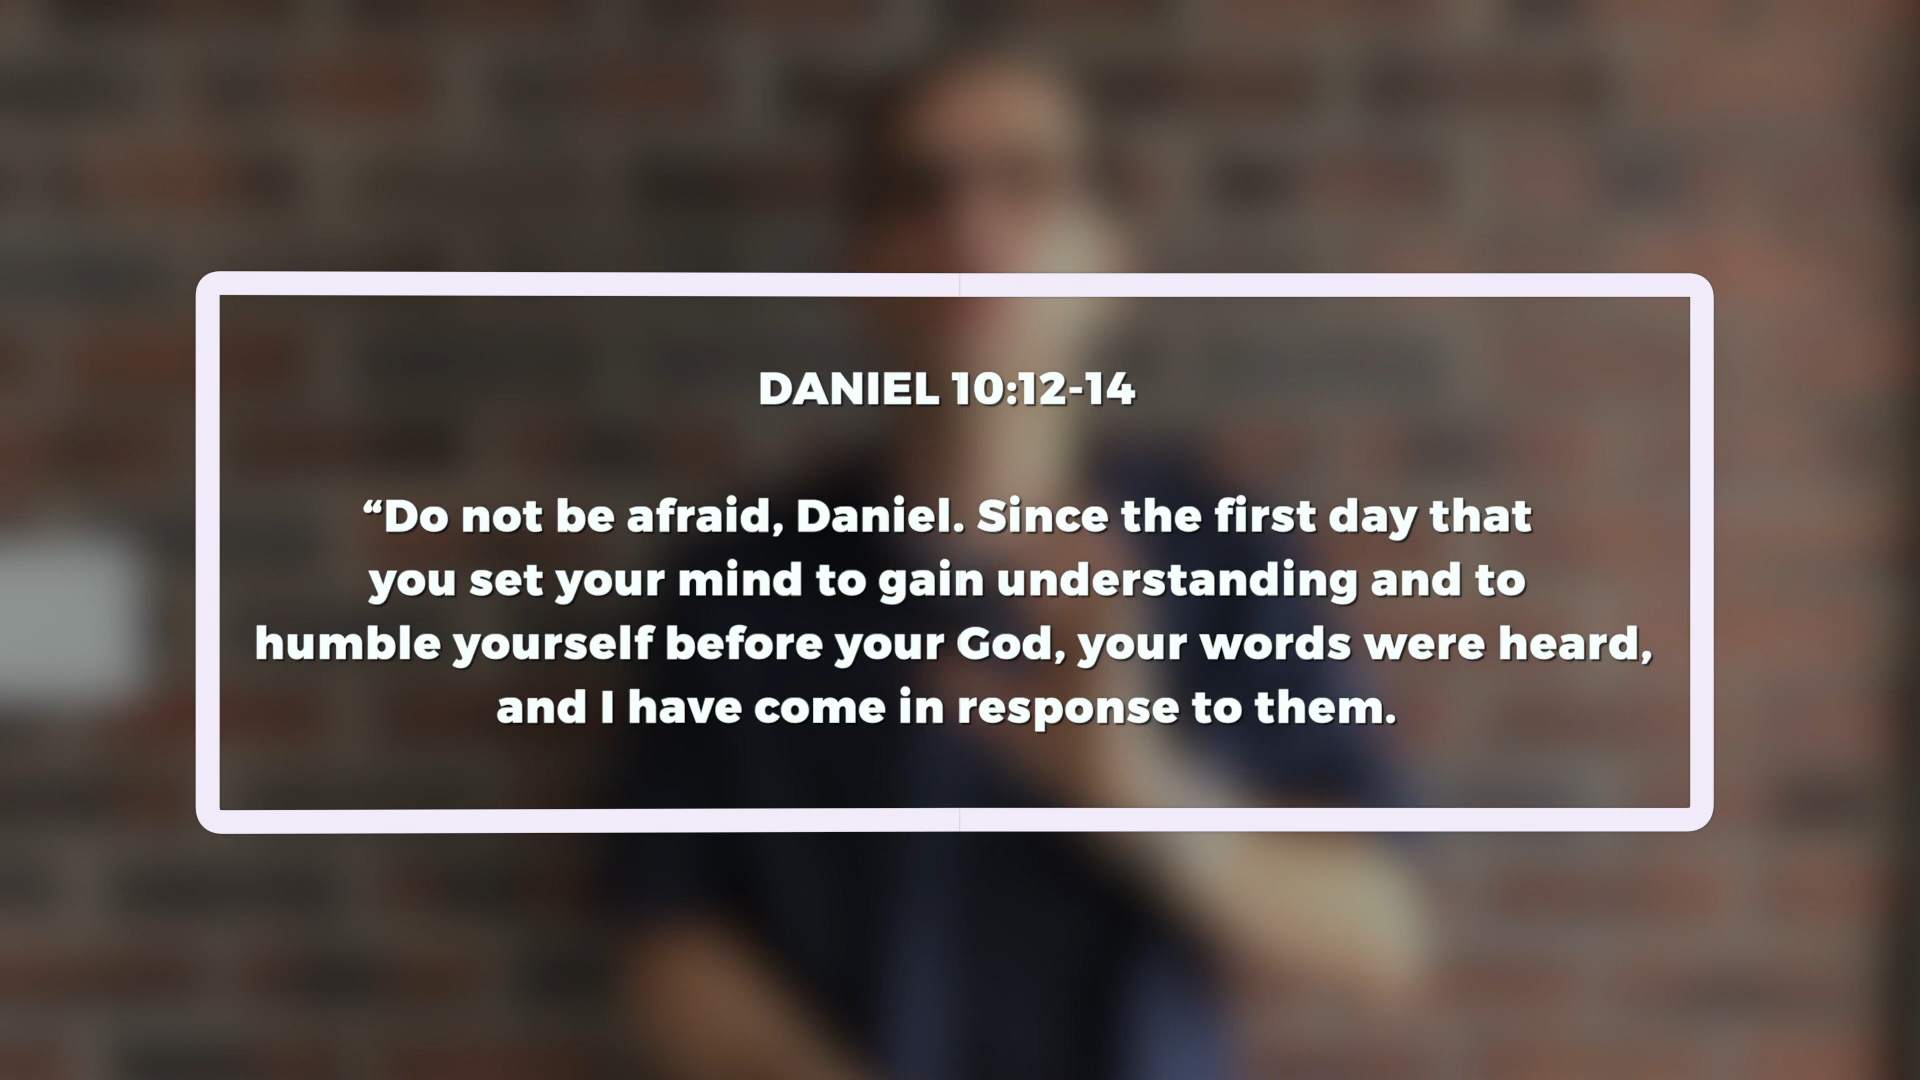 DANIEL 10:12-14
“Do not be afraid, Daniel. Since the first day that
you set your mind to gain understanding and to
humble yourself before your God, your words were heard,
and I have come in response to them.